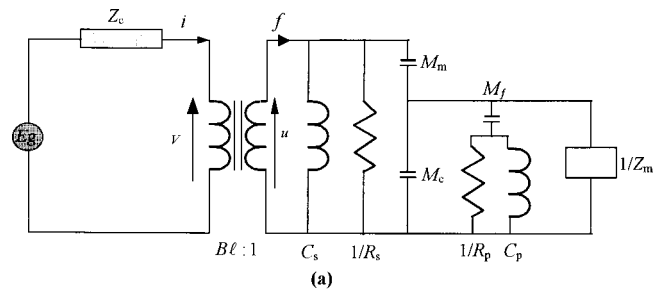 Z_c
i
f
M_m
M_f
Eg
V
u
M_c
1/Z_m
Bℓ : 1
C_s
1/R_s
1/R_p
C_p
(a)